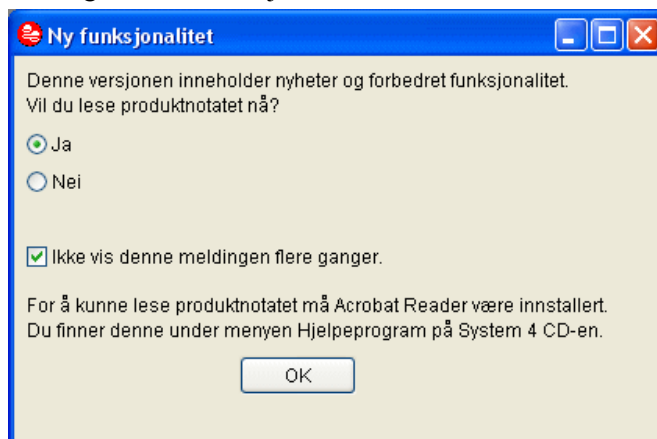 Ny funksjonalitet
Denne versjonen inneholder nyheter og forbedret funksjonalitet.
Vil du lese produktnotatet nå?
Ja
Nei
Ikke vis denne meldingen flere ganger.
For å kunne lese produktnotatet må Acrobat Reader være innstallert.
Du finner denne under menyen Hjelpeprogram på System 4 CD-en.
OK